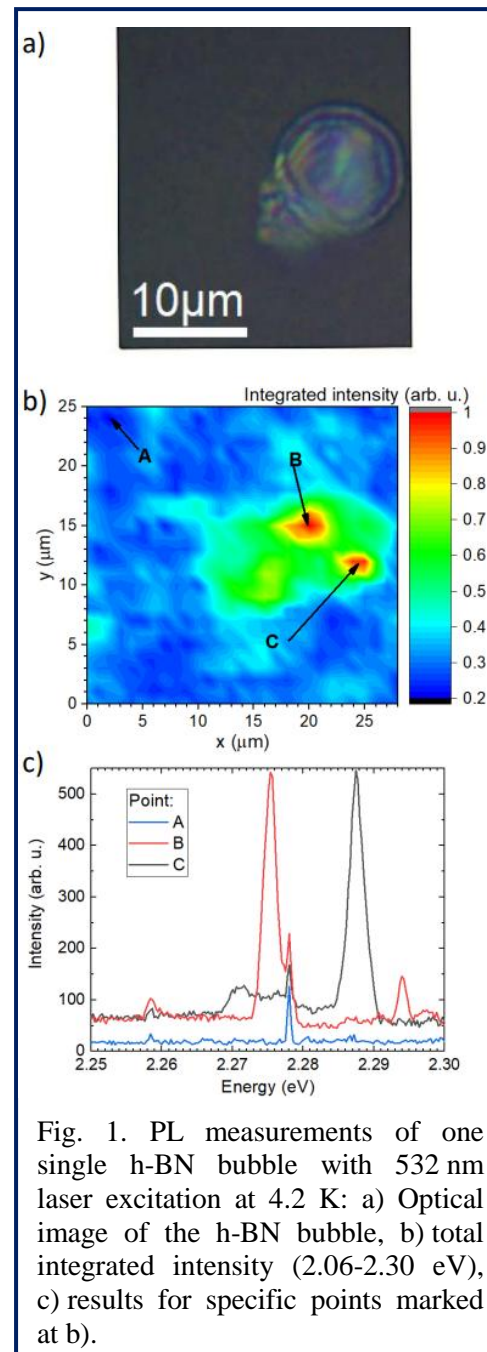 a)
10µm
b)
Integrated intensity (arb. u.)
25
20
15
10
5
0
y (µm)
A
B
C
1
0.9
0.8
0.7
0.6
0.5
0.4
0.3
0.2
0 5 10 15 20 25
x (µm)
c)
500
400
300
200
100
0
Intensity (arb. u.)
Point:
A
B
C
2.25 2.26 2.27 2.28 2.29 2.30
Energy (eV)
Fig. 1. PL measurements of one
single h-BN bubble with 532 nm
laser excitation at 4.2 K: a) Optical
image of the h-BN bubble, b) total
integrated intensity (2.06-2.30 eV),
c) results for specific points marked
at b).